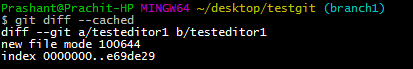 Prashant@Prachit-HP MINGW64 ~/desktop/testgit (branch1)
$ git diff --cached
diff --git a/testeditor1 b/testeditor1
new file mode 100644
index 0000000..e69de29